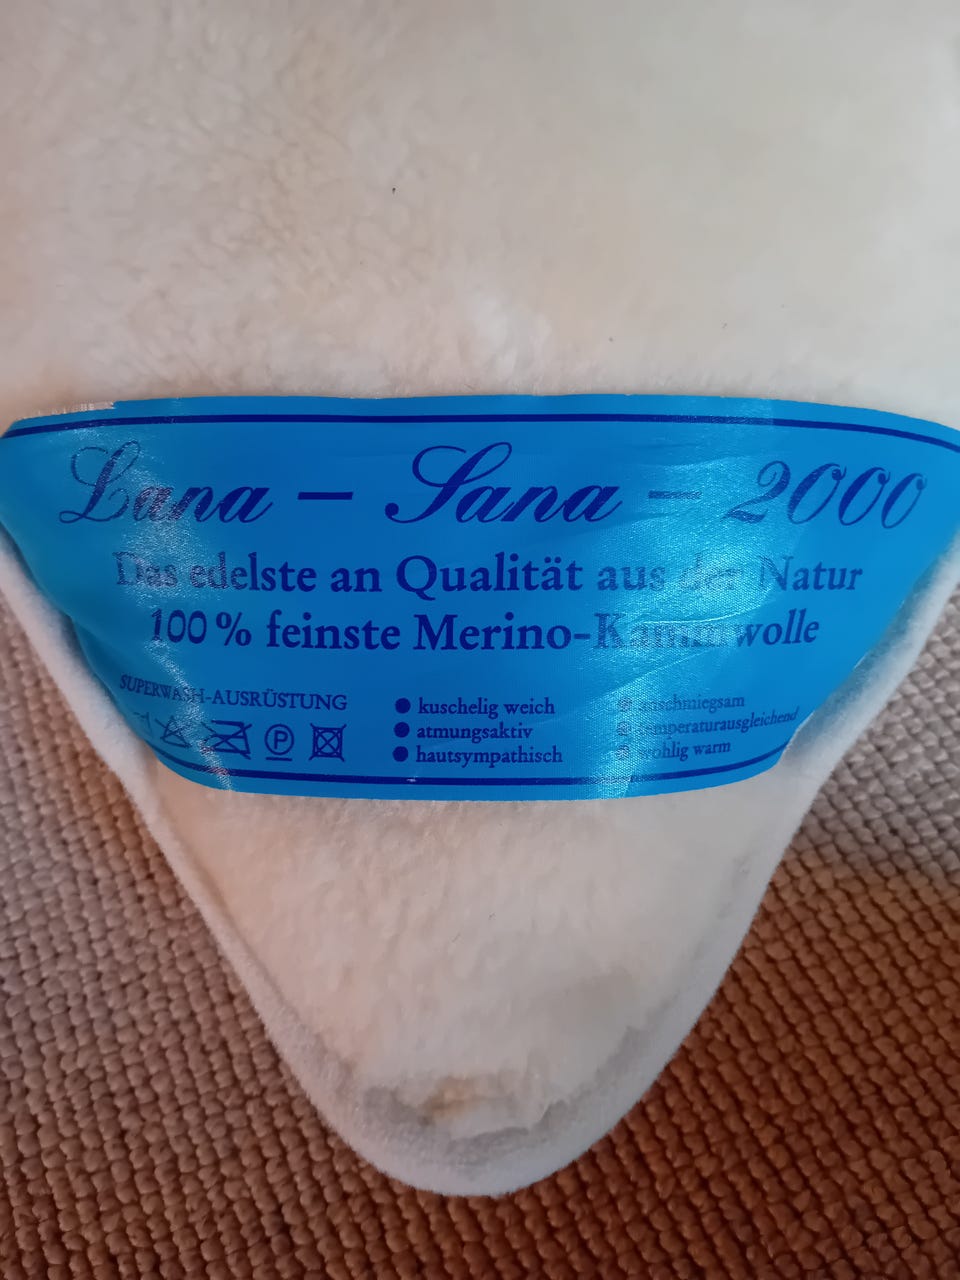 Lana – Sana – 2000
Das edelste an Qualität aus der Natur
100 % feinste Merino-Kammwolle
SUPERWASH-AUSRÜSTUNG
P
• kuschelig weich
• atmungsaktiv
• hautsympathisch
• anschmiegsam
• temperaturausgleichend
• wohlig warm